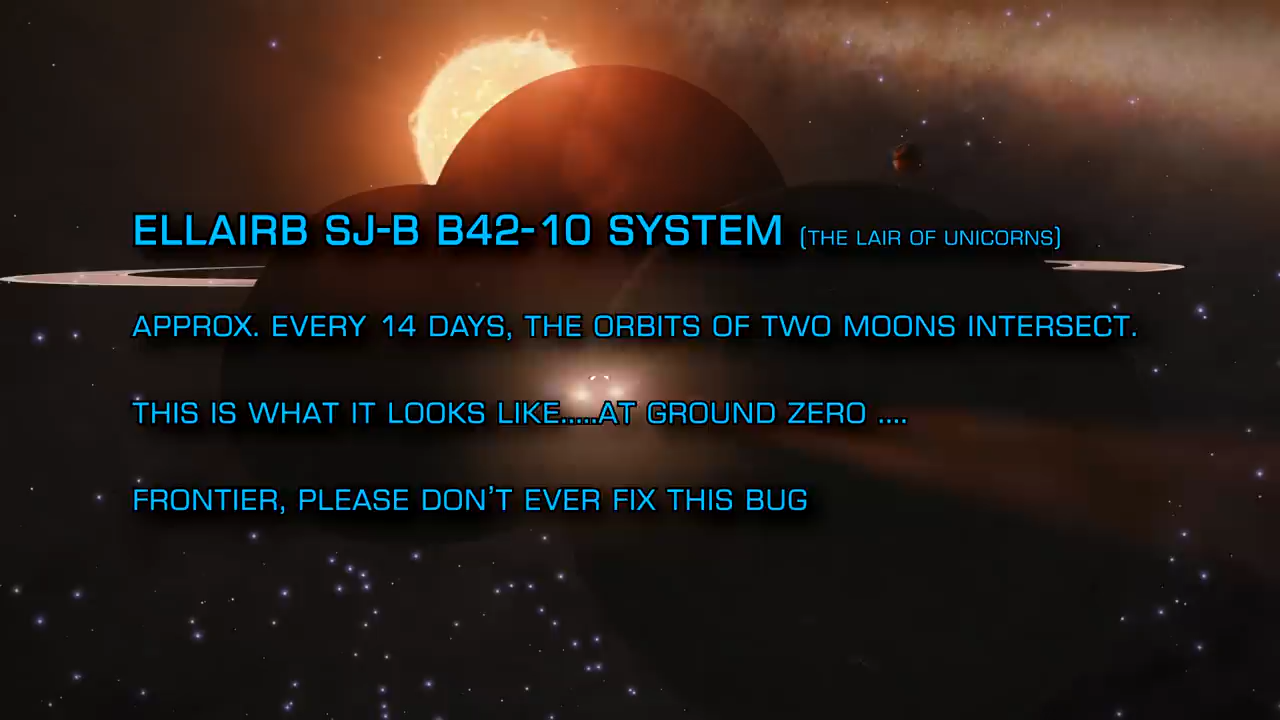 ELLAIRB SJ-B B42-10 SYSTEM (THE LAIR OF UNICORNS)
APPROX. EVERY 14 DAYS, THE ORBITS OF TWO MOONS INTERSECT.
THIS IS WHAT IT LOOKS LIKE.....AT GROUND ZERO ....
FRONTIER, PLEASE DON'T EVER FIX THIS BUG